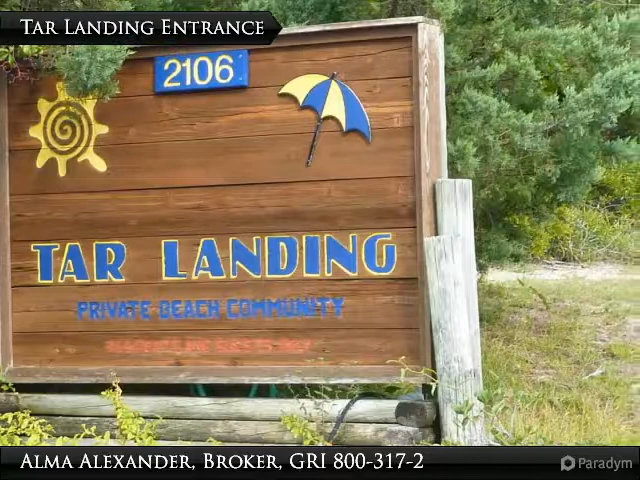 Tar Landing Entrance
2106
TAR LANDING
PRIVATE BEACH COMMUNITY
Alma Alexander, Broker, GRI 800-317-2
Paradym